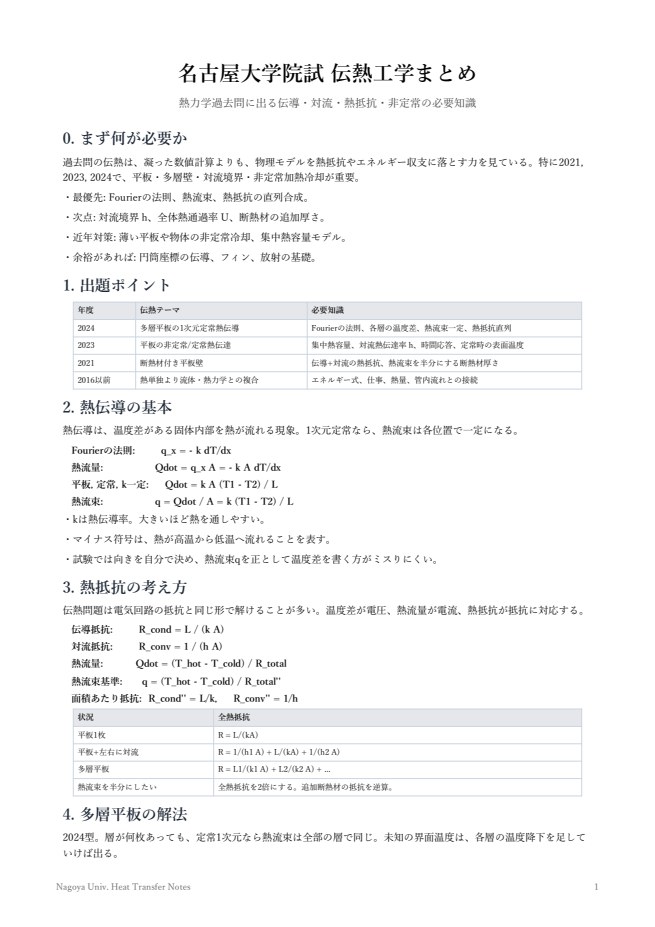 名古屋大学院試 伝熱工学まとめ
熱力学過去問に出る伝導・対流・熱抵抗・非定常の必要知識
0. まず何が必要か
過去問の伝熱は、凝った数値計算よりも、物理モデルを熱抵抗やエネルギー収支に落とす力を見ている。特に2021,
2023, 2024で、平板・多層壁・対流境界・非定常加熱冷却が重要。
・最優先: Fourierの法則、熱流束、熱抵抗の直列合成。
・次点: 対流境界 h、全体熱通過率 U、断熱材の追加厚さ。
・近年対策: 薄い平板や物体の非定常冷却、集中熱容量モデル。
・余裕があれば: 円筒座標の伝導、フィン、放射の基礎。
1. 出題ポイント
年度 伝熱テーマ 必要知識
2024 多層平板の1次元定常熱伝導 Fourierの法則、各層の温度差、熱流束一定、熱抵抗直列
2023 平板の非定常/定常熱伝達 集中熱容量、対流熱伝達率 h、時間応答、定常時の表面温度
2021 断熱材付き平板壁 伝導+対流の熱抵抗、熱流束を半分にする断熱材厚さ
2016以前 熱単独より流体・熱力学との複合 エネルギー式、仕事、熱量、管内流れとの接続
2. 熱伝導の基本
熱伝導は、温度差がある固体内部を熱が流れる現象。1次元定常なら、熱流束は各位置で一定になる。
Fourierの法則: q_x = - k dT/dx
熱流量: Qdot = q_x A = - k A dT/dx
平板, 定常, k一定: Qdot = k A (T1 - T2) / L
熱流束: q = Qdot / A = k (T1 - T2) / L
・kは熱伝導率。大きいほど熱を通しやすい。
・マイナス符号は、熱が高温から低温へ流れることを表す。
・試験では向きを自分で決め、熱流束qを正として温度差を書く方がミスりにくい。
3. 熱抵抗の考え方
伝熱問題は電気回路の抵抗と同じ形で解けることが多い。温度差が電圧、熱流量が電流、熱抵抗が抵抗に対応する。
伝導抵抗: R_cond = L / (k A)
対流抵抗: R_conv = 1 / (h A)
熱流量: Qdot = (T_hot - T_cold) / R_total
熱流束基準: q = (T_hot - T_cold) / R_total''
面積あたり抵抗: R_cond'' = L/k, R_conv'' = 1/h
状況 全熱抵抗
平板1枚 R = L/(kA)
平板+左右に対流 R = 1/(h1 A) + L/(kA) + 1/(h2 A)
多層平板 R = L1/(k1 A) + L2/(k2 A) + ...
熱流束を半分にしたい 全熱抵抗を2倍にする。追加断熱材の抵抗を逆算。
4. 多層平板の解法
2024型。層が何枚あっても、定常1次元なら熱流束は全部の層で同じ。未知の界面温度は、各層の温度降下を足して
いけば出る。
Nagoya Univ. Heat Transfer Notes 1